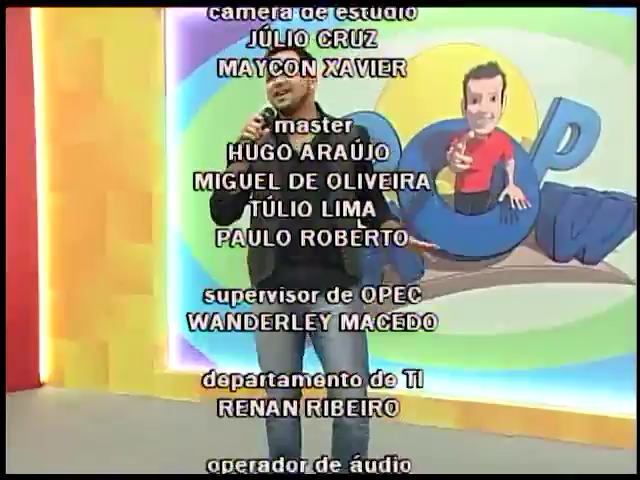 câmera de estúdio
JÚLIO CRUZ
MAYCON XAVIER
master
HUGO ARAÚJO
MIGUEL DE OLIVEIRA
TÚLIO LIMA
PAULO ROBERTO
supervisor de OPEC
WANDERLEY MACEDO
departamento de TI
RENAN RIBEIRO
operador de áudio